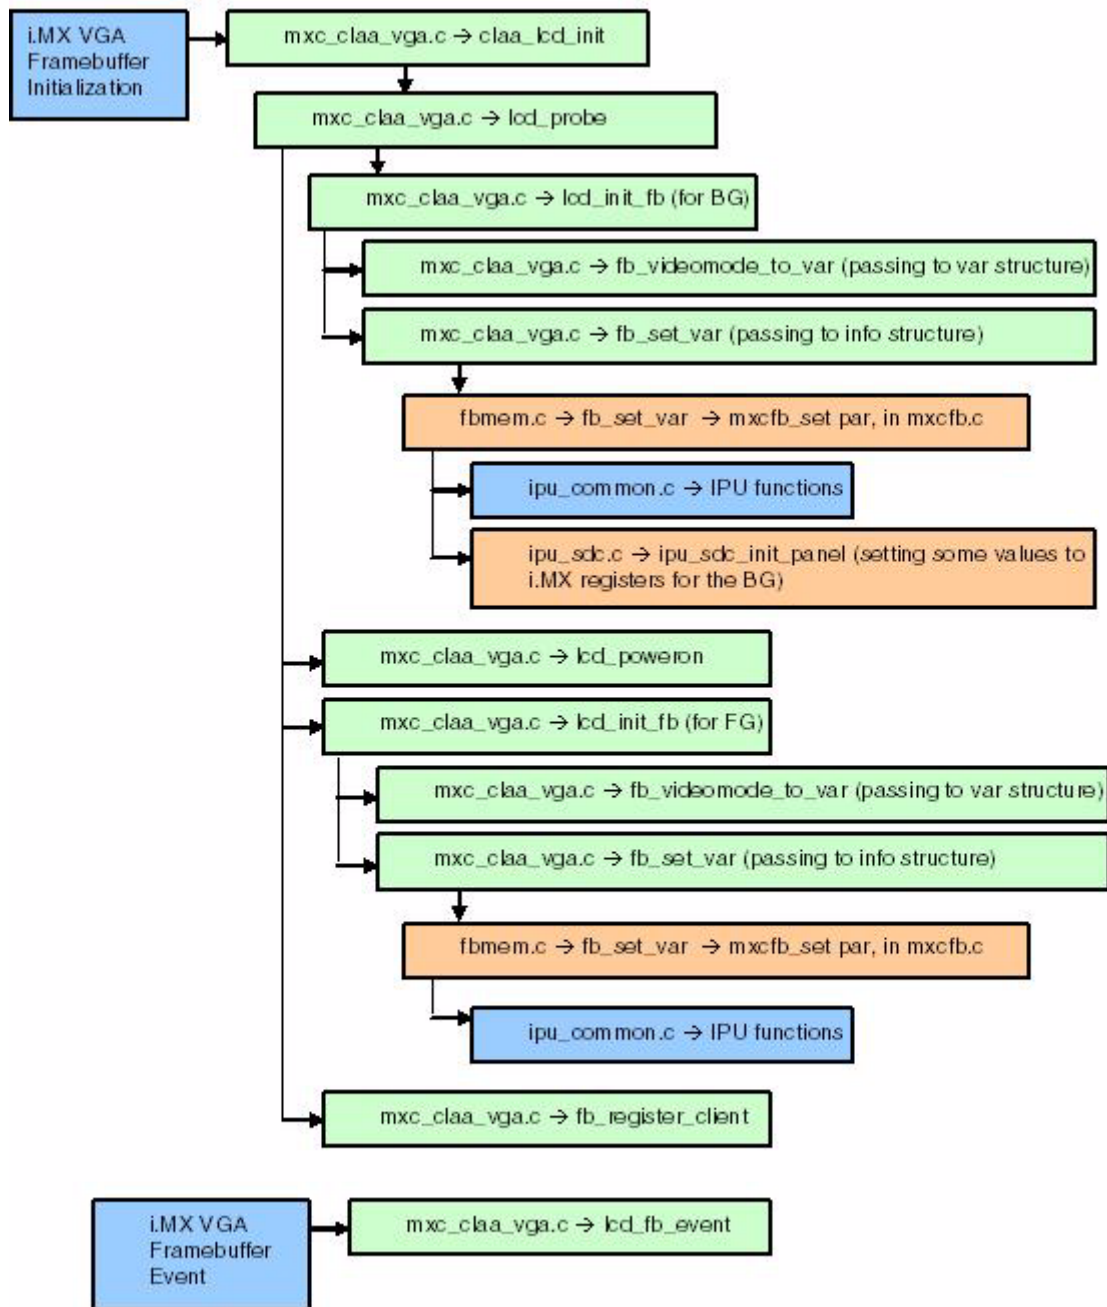 i.MX VGA
Framebuffer
Initialization
mxc_claa_vga.c → claa_lcd_init
mxc_claa_vga.c → lcd_probe
mxc_claa_vga.c → lcd_init_fb (for BG)
mxc_claa_vga.c → fb_videomode_to_var (passing to var structure)
mxc_claa_vga.c → fb_set_var (passing to info structure)
fbmem.c → fb_set_var → mxcfb_set par, in mxcfb.c
ipu_common.c → IPU functions
ipu_sdc.c → ipu_sdc_init_panel (setting some values to
i.MX registers for the BG)
mxc_claa_vga.c → lcd_poweron
mxc_claa_vga.c → lcd_init_fb (for FG)
mxc_claa_vga.c → fb_videomode_to_var (passing to var structure)
mxc_claa_vga.c → fb_set_var (passing to info structure)
fbmem.c → fb_set_var → mxcfb_set par, in mxcfb.c
ipu_common.c → IPU functions
mxc_claa_vga.c → fb_register_client
i.MX VGA
Framebuffer
Event
mxc_claa_vga.c → lcd_fb_event